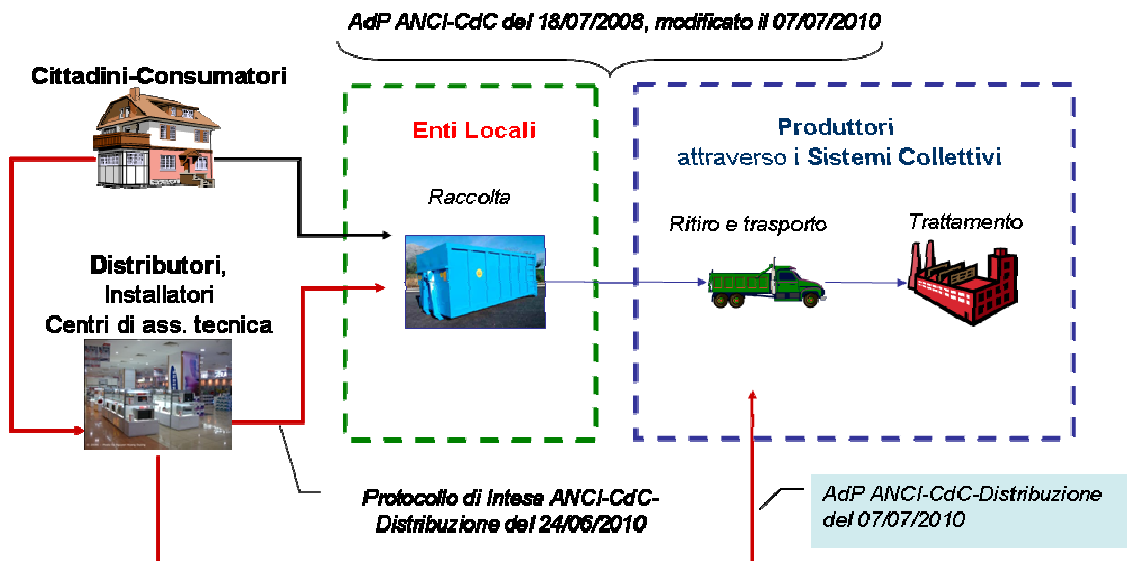 AdP ANCI-CdC del 18/07/2008, modificato il 07/07/2010
Cittadini-Consumatori
Enti Locali
Produttori
attraverso i Sistemi Collettivi
Raccolta
Ritiro e trasporto
Trattamento
Distributori,
Installatori
Centri di ass. tecnica
Protocollo di Intesa ANCI-CdC-
Distribuzione del 24/06/2010
AdP ANCI-CdC-Distribuzione
del 07/07/2010